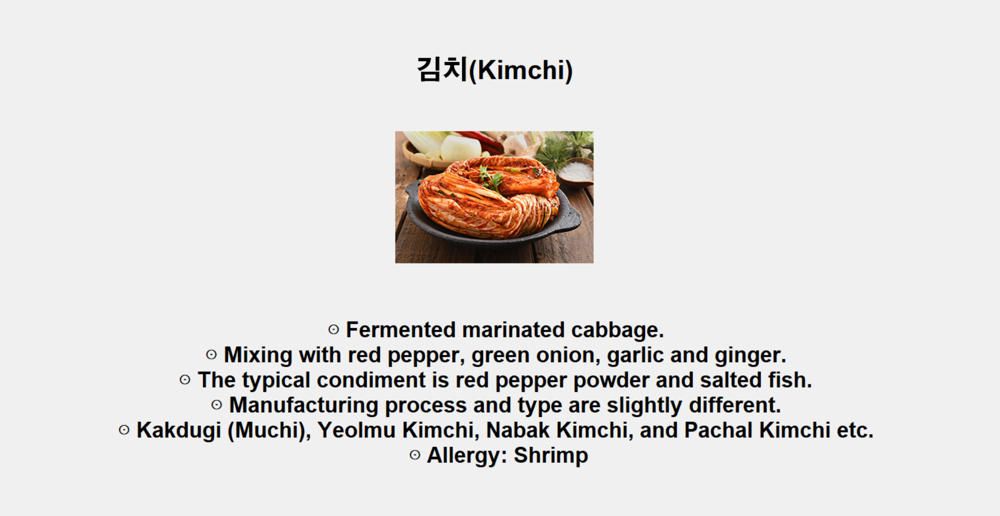 김치(Kimchi)
⊙ Fermented marinated cabbage.
⊙ Mixing with red pepper, green onion, garlic and ginger.
⊙ The typical condiment is red pepper powder and salted fish.
⊙ Manufacturing process and type are slightly different.
⊙ Kakdugi (Muchi), Yeolmu Kimchi, Nabak Kimchi, and Pachal Kimchi etc.
⊙ Allergy: Shrimp